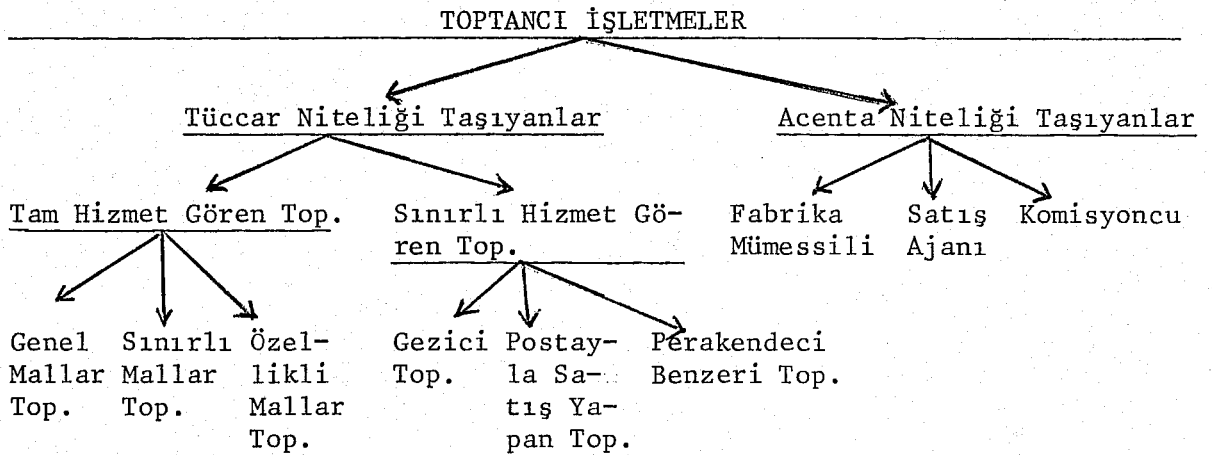 TOPTANCI İŞLETMELER
Tüccar Niteliği Taşıyanlar
Acenta Niteliği Taşıyanlar
Tam Hizmet Gören Top.
Sınırlı Hizmet Gö-
ren Top.
Fabrika
Mümessili
Satış
Ajanı
Komisyoncu
Genel
Mallar
Top.
Sınırlı
Mallar
Top.
Özel-
likli
Mallar
Top.
Gezici
Top.
Postay-
la Sa-
tış Ya-
pan Top.
Perakendeci
Benzeri Top.